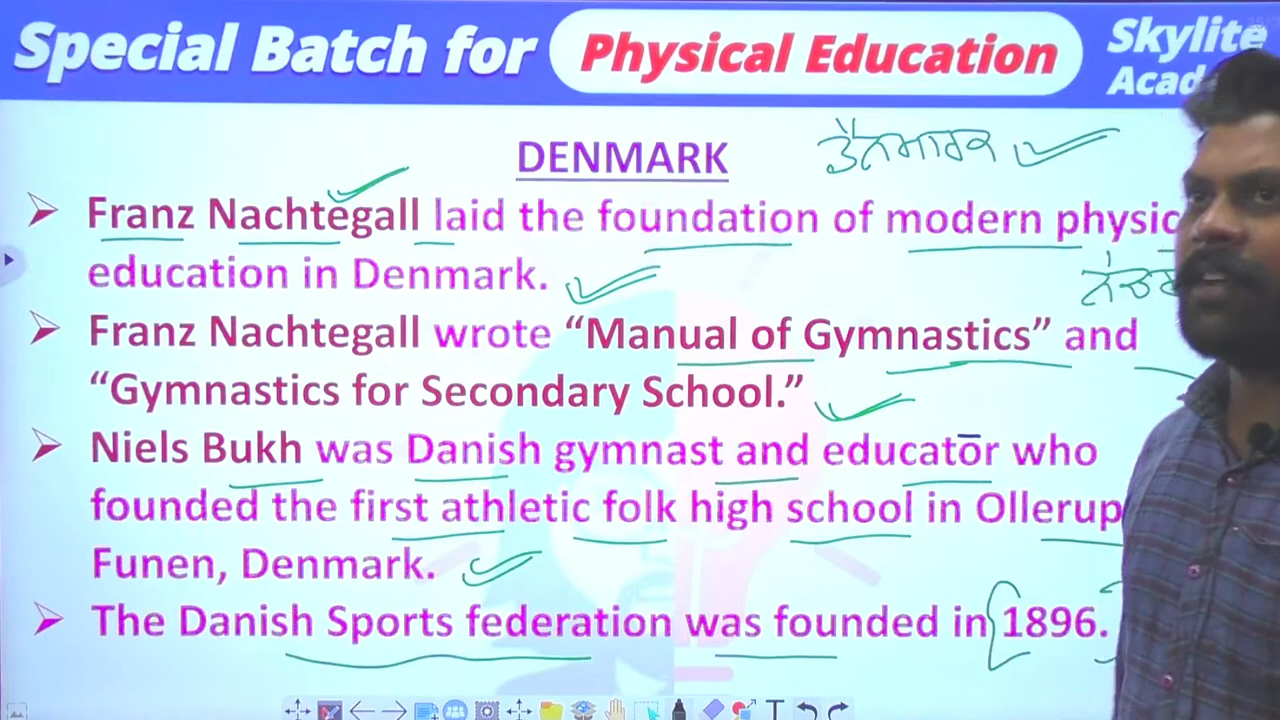 Special Batch for Physical Education Skylite
Acad
DENMARK ਡੈਨਮਾਰਕ
Franz Nachtegall laid the foundation of modern physic
education in Denmark.
Franz Nachtegall wrote “Manual of Gymnastics” and
“Gymnastics for Secondary School.”
Niels Bukh was Danish gymnast and educator who
founded the first athletic folk high school in Ollerup
Funen, Denmark.
The Danish Sports federation was founded in 1896.